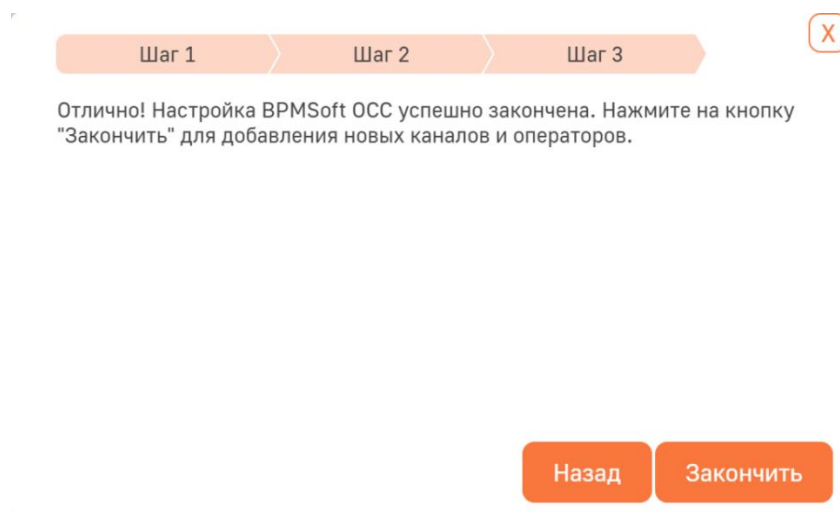 X
Шаг 1 Шаг 2 Шаг 3
Отлично! Настройка BPMSoft OCC успешно закончена. Нажмите на кнопку
"Закончить" для добавления новых каналов и операторов.
Назад Закончить